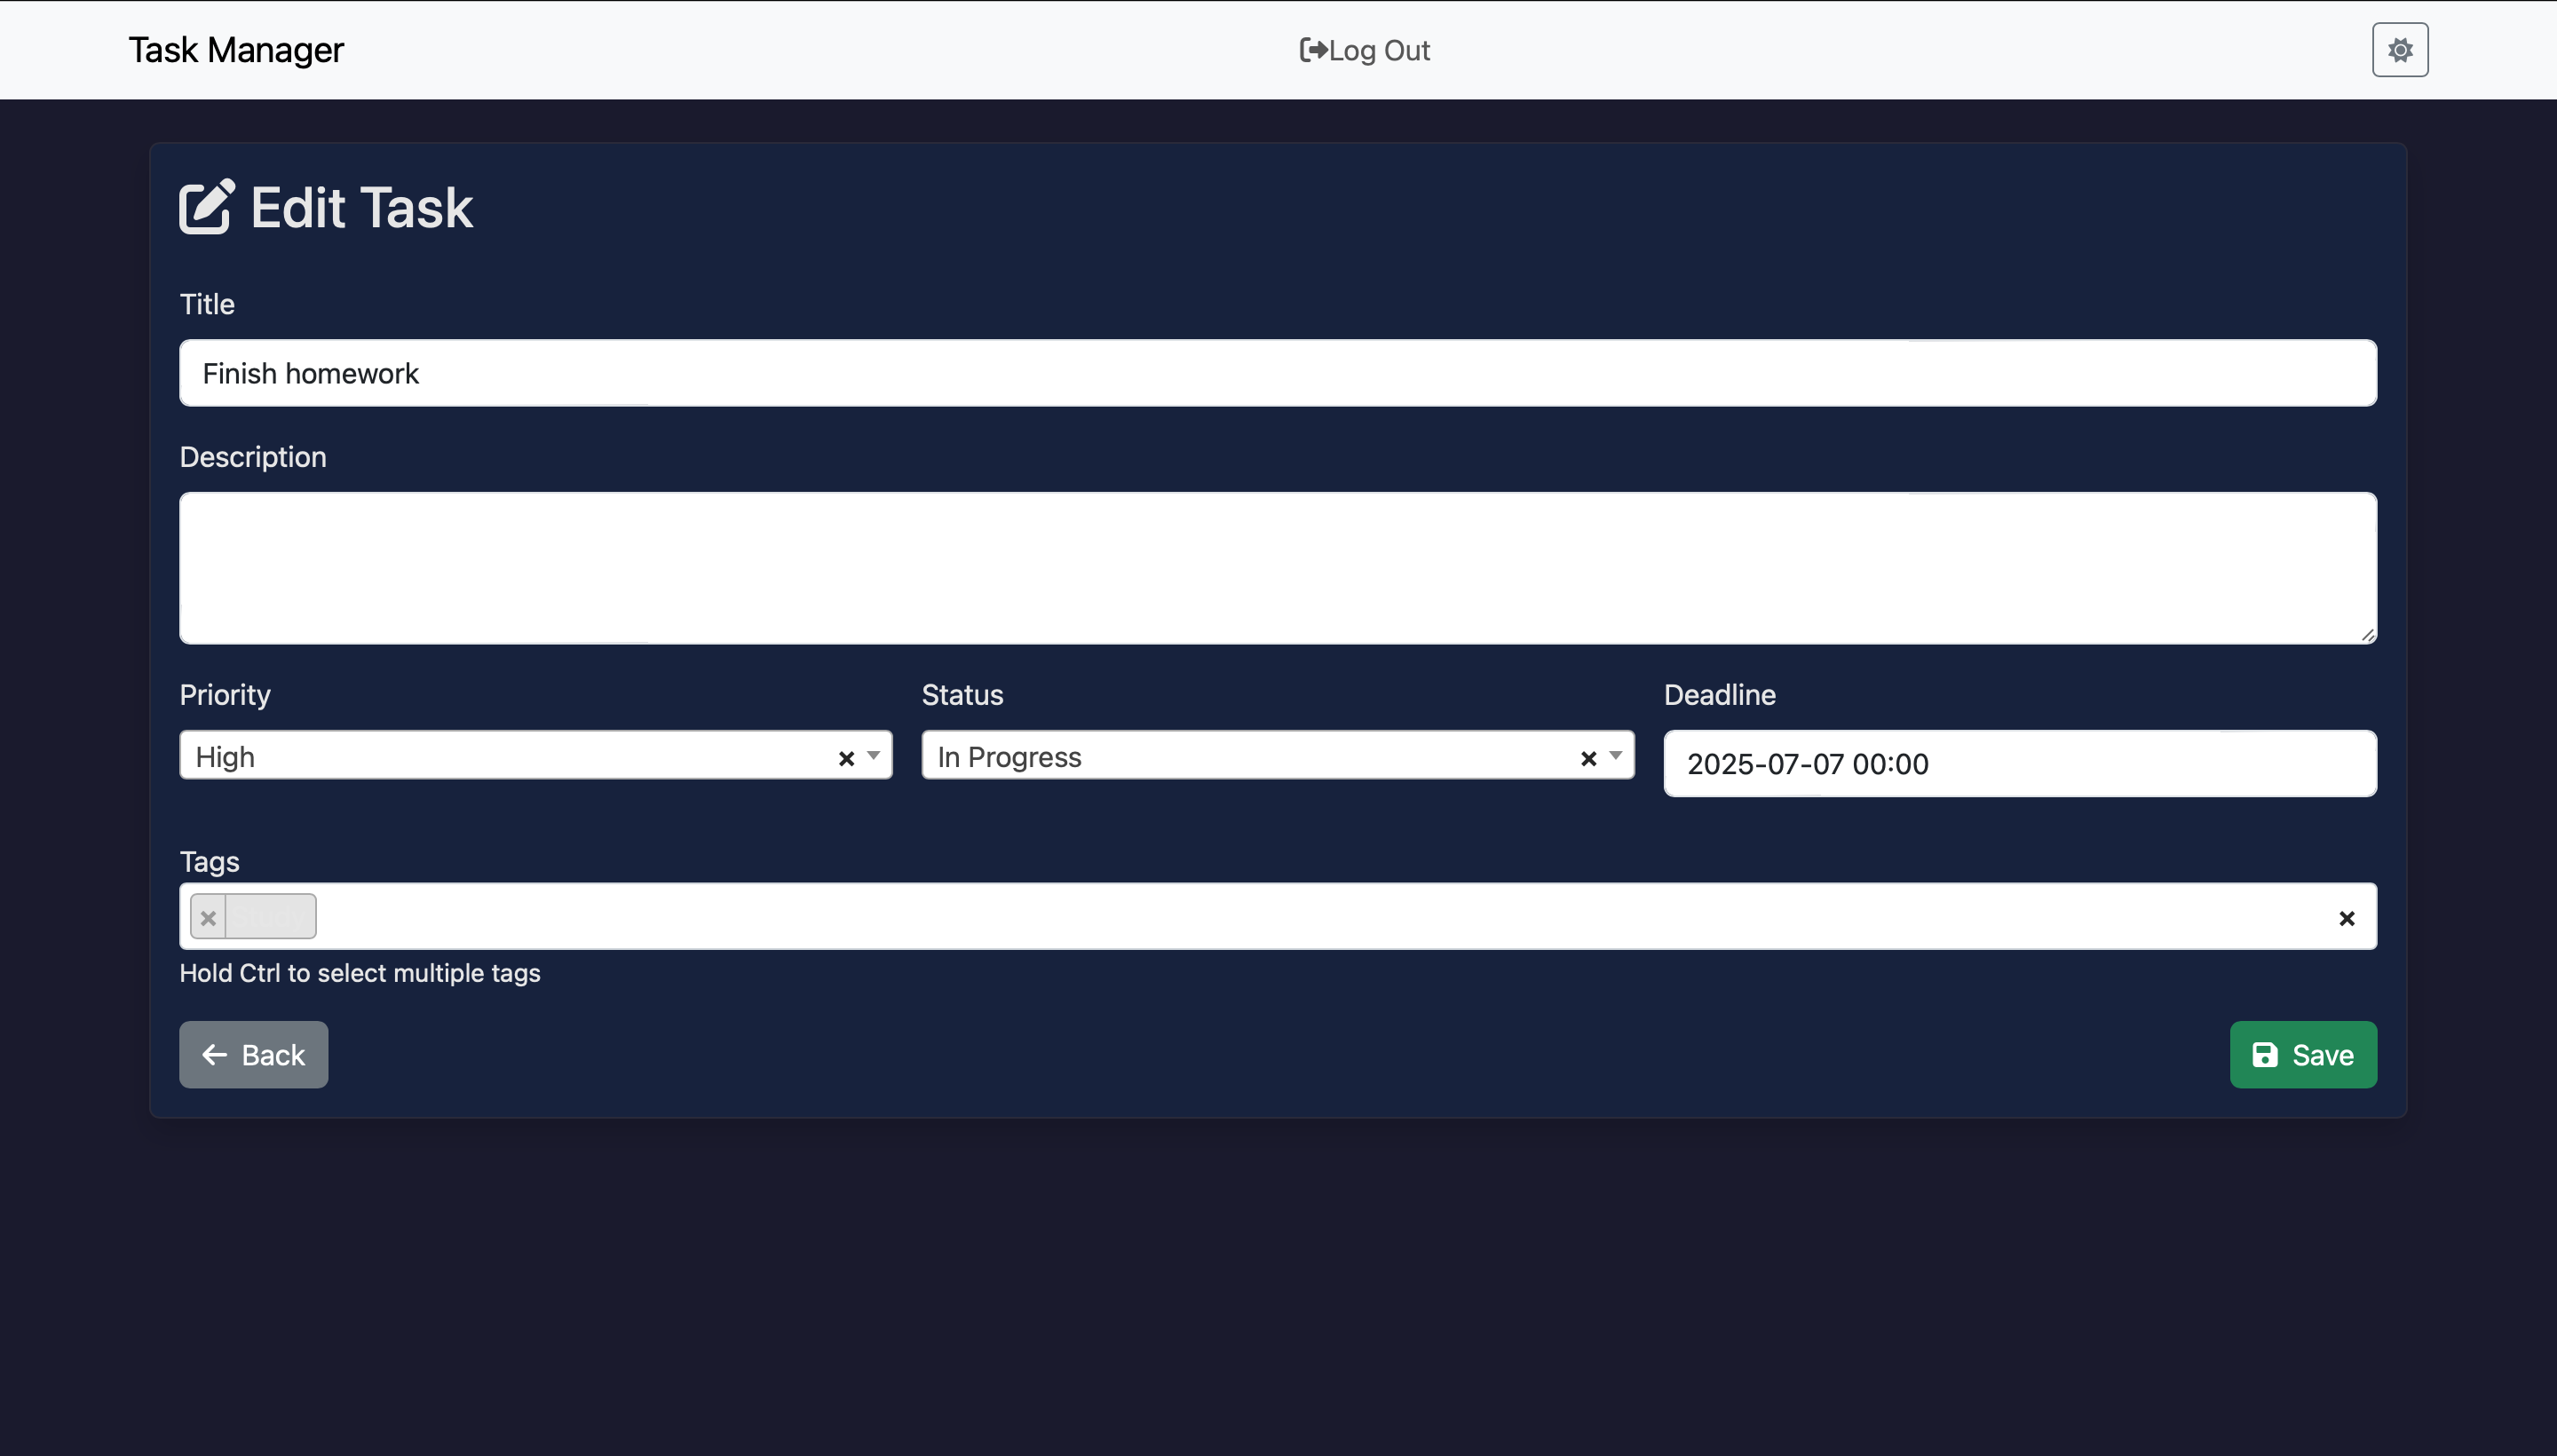 Task Manager
Log Out
Edit Task
Title
Finish homework
Description
Priority
Status
Deadline
High
In Progress
2025-07-07 00:00
Tags
Hold Ctrl to select multiple tags
Back
Save